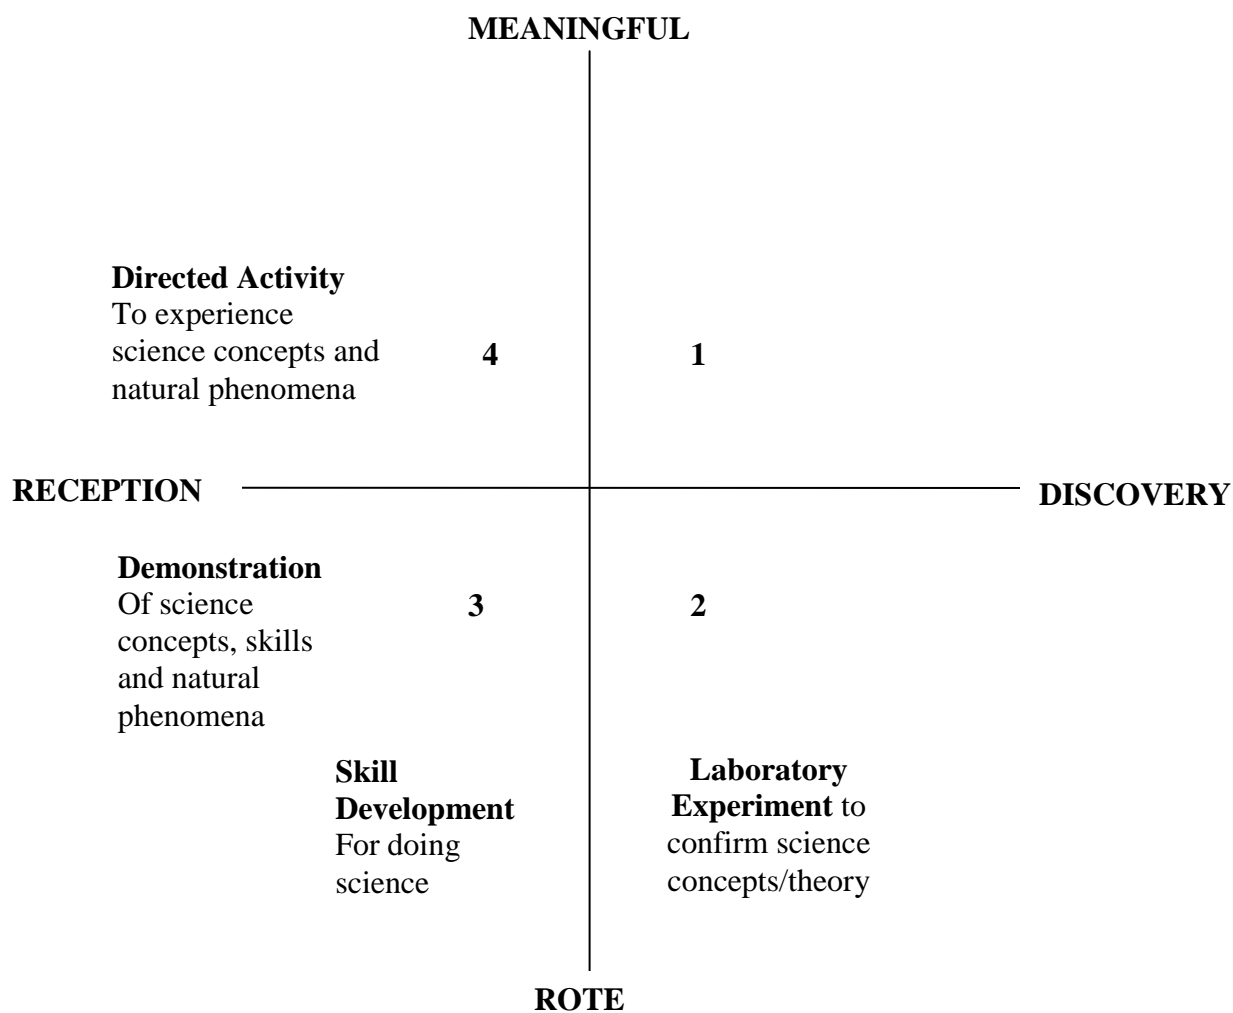 MEANINGFUL
Directed Activity
To experience
science concepts and
natural phenomena
4
1
RECEPTION
DISCOVERY
Demonstration
Of science
concepts, skills
and natural
phenomena
3
2
Skill
Development
For doing
science
Laboratory
Experiment to
confirm science
concepts/theory
ROTE